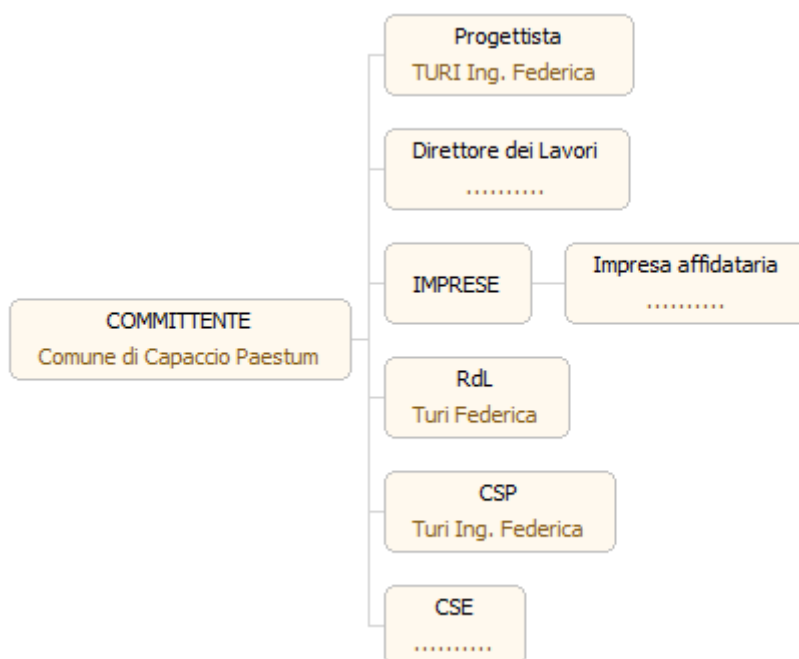 Progettista
TURI Ing. Federica
Direttore dei Lavori
..........
IMPRESE
Impresa affidataria
..........
COMMITTENTE
Comune di Capaccio Paestum
RdL
Turi Federica
CSP
Turi Ing. Federica
CSE
..........